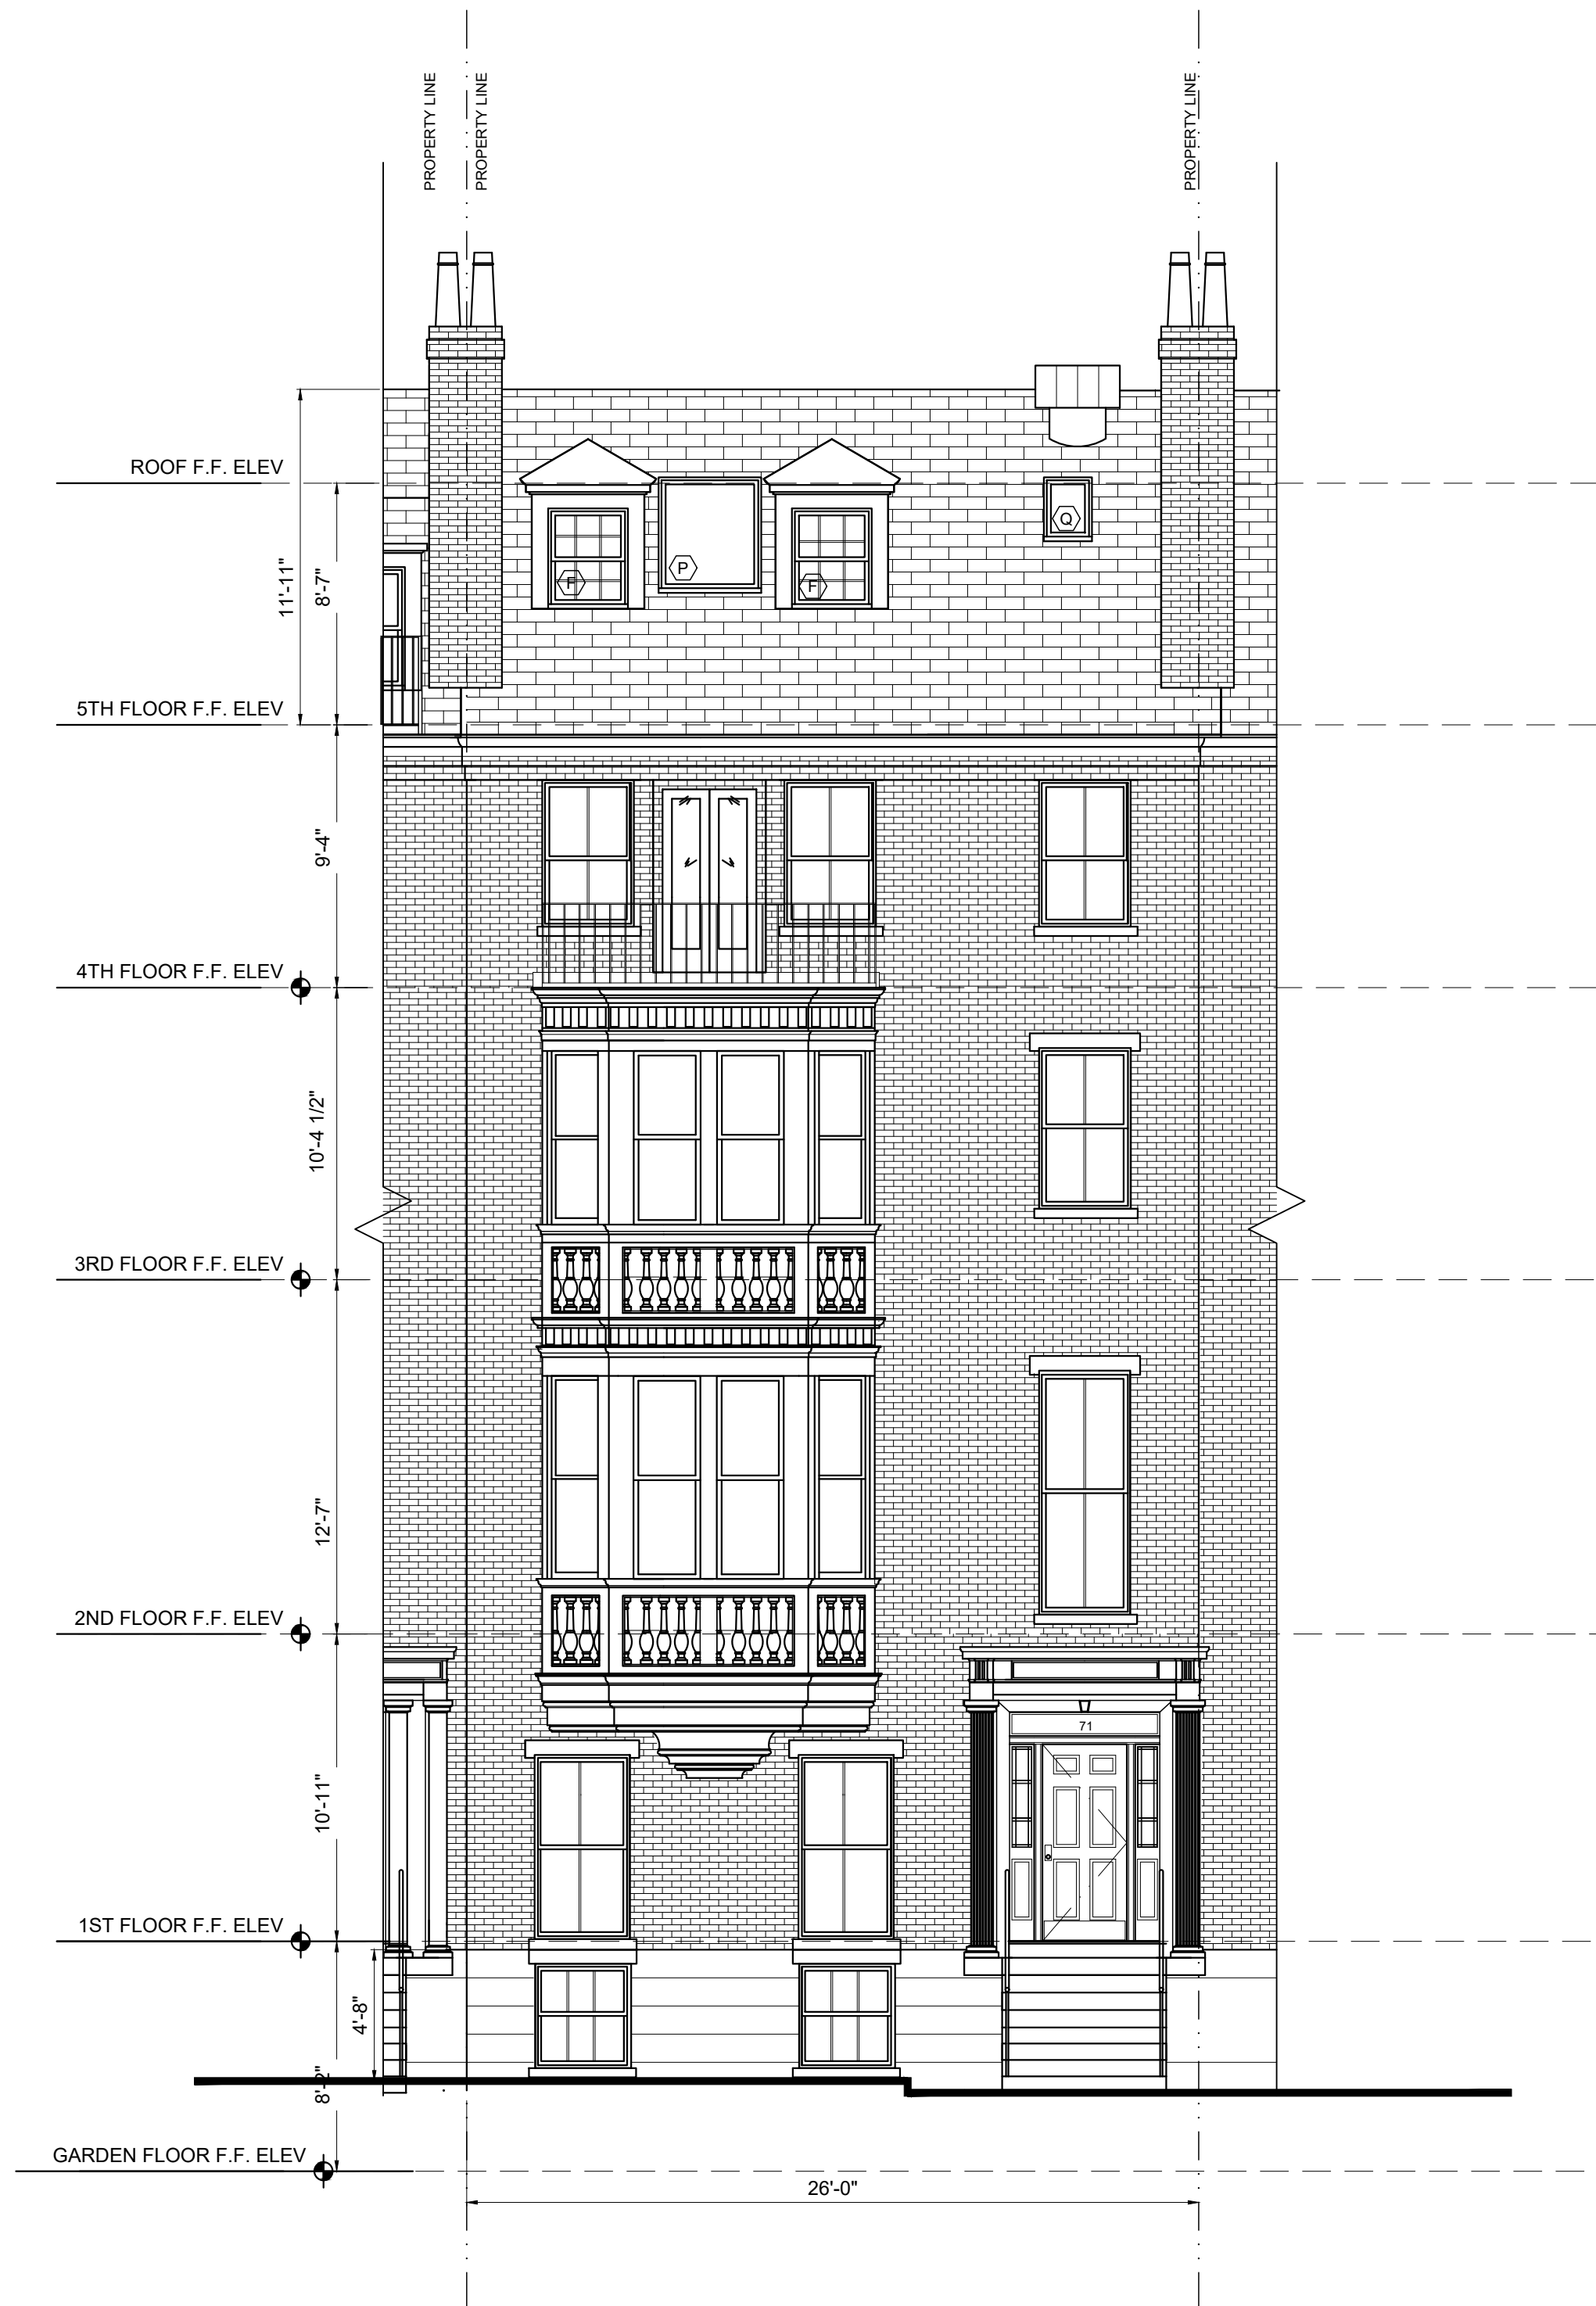 PROPERTY LINE
PROPERTY LINE
PROPERTY LINE
ROOF F.F. ELEV
Q
P
F
F
11'-11"
8'-7"
5TH FLOOR F.F. ELEV
9'-4"
4TH FLOOR F.F. ELEV
10'-4 1/2"
3RD FLOOR F.F. ELEV
12'-7"
2ND FLOOR F.F. ELEV
71
10'-11"
1ST FLOOR F.F. ELEV
4'-8"
8'-2"
GARDEN FLOOR F.F. ELEV
26'-0"